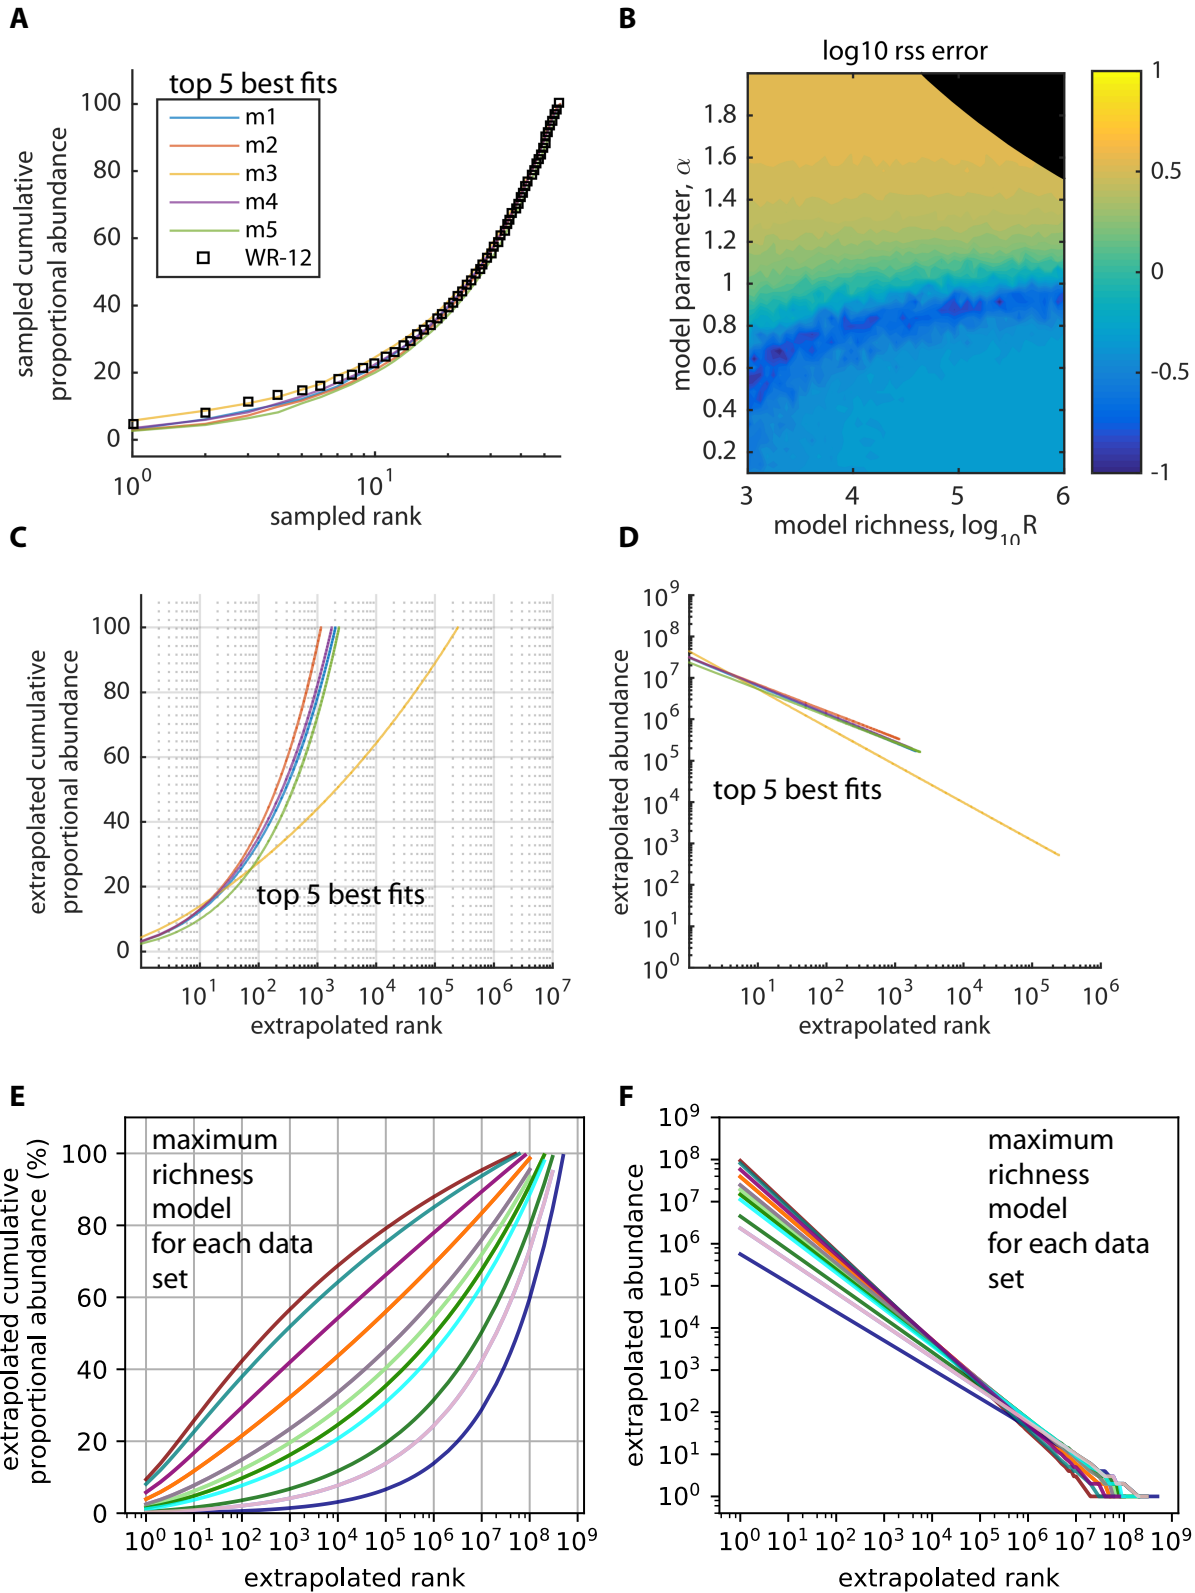 A
top 5 best fits
m1
m2
m3
m4
m5
WR-12
100
80
60
40
20
0
10^0
10^1
sampled rank
sampled cumulative
proportional abundance
B
log10 rss error
1.8
1.6
1.4
1.2
1
0.8
0.6
0.4
0.2
3
4
5
6
model richness, log10R
model parameter, α
1
0.5
0
-0.5
-1
C
100
80
60
40
20
0
top 5 best fits
10^1
10^2
10^3
10^4
10^5
10^6
10^7
extrapolated rank
extrapolated cumulative
proportional abundance
D
10^9
10^8
10^7
10^6
10^5
10^4
10^3
10^2
10^1
10^0
top 5 best fits
10^1
10^2
10^3
10^4
10^5
10^6
extrapolated rank
extrapolated abundance
E
maximum
richness
model
for each data
set
100
80
60
40
20
0
10^0
10^1
10^2
10^3
10^4
10^5
10^6
10^7
10^8
10^9
extrapolated rank
extrapolated cumulative
proportional abundance (%)
F
maximum
richness
model
for each data
set
10^9
10^8
10^7
10^6
10^5
10^4
10^3
10^2
10^1
10^0
10^0
10^1
10^2
10^3
10^4
10^5
10^6
10^7
10^8
10^9
extrapolated rank
extrapolated abundance